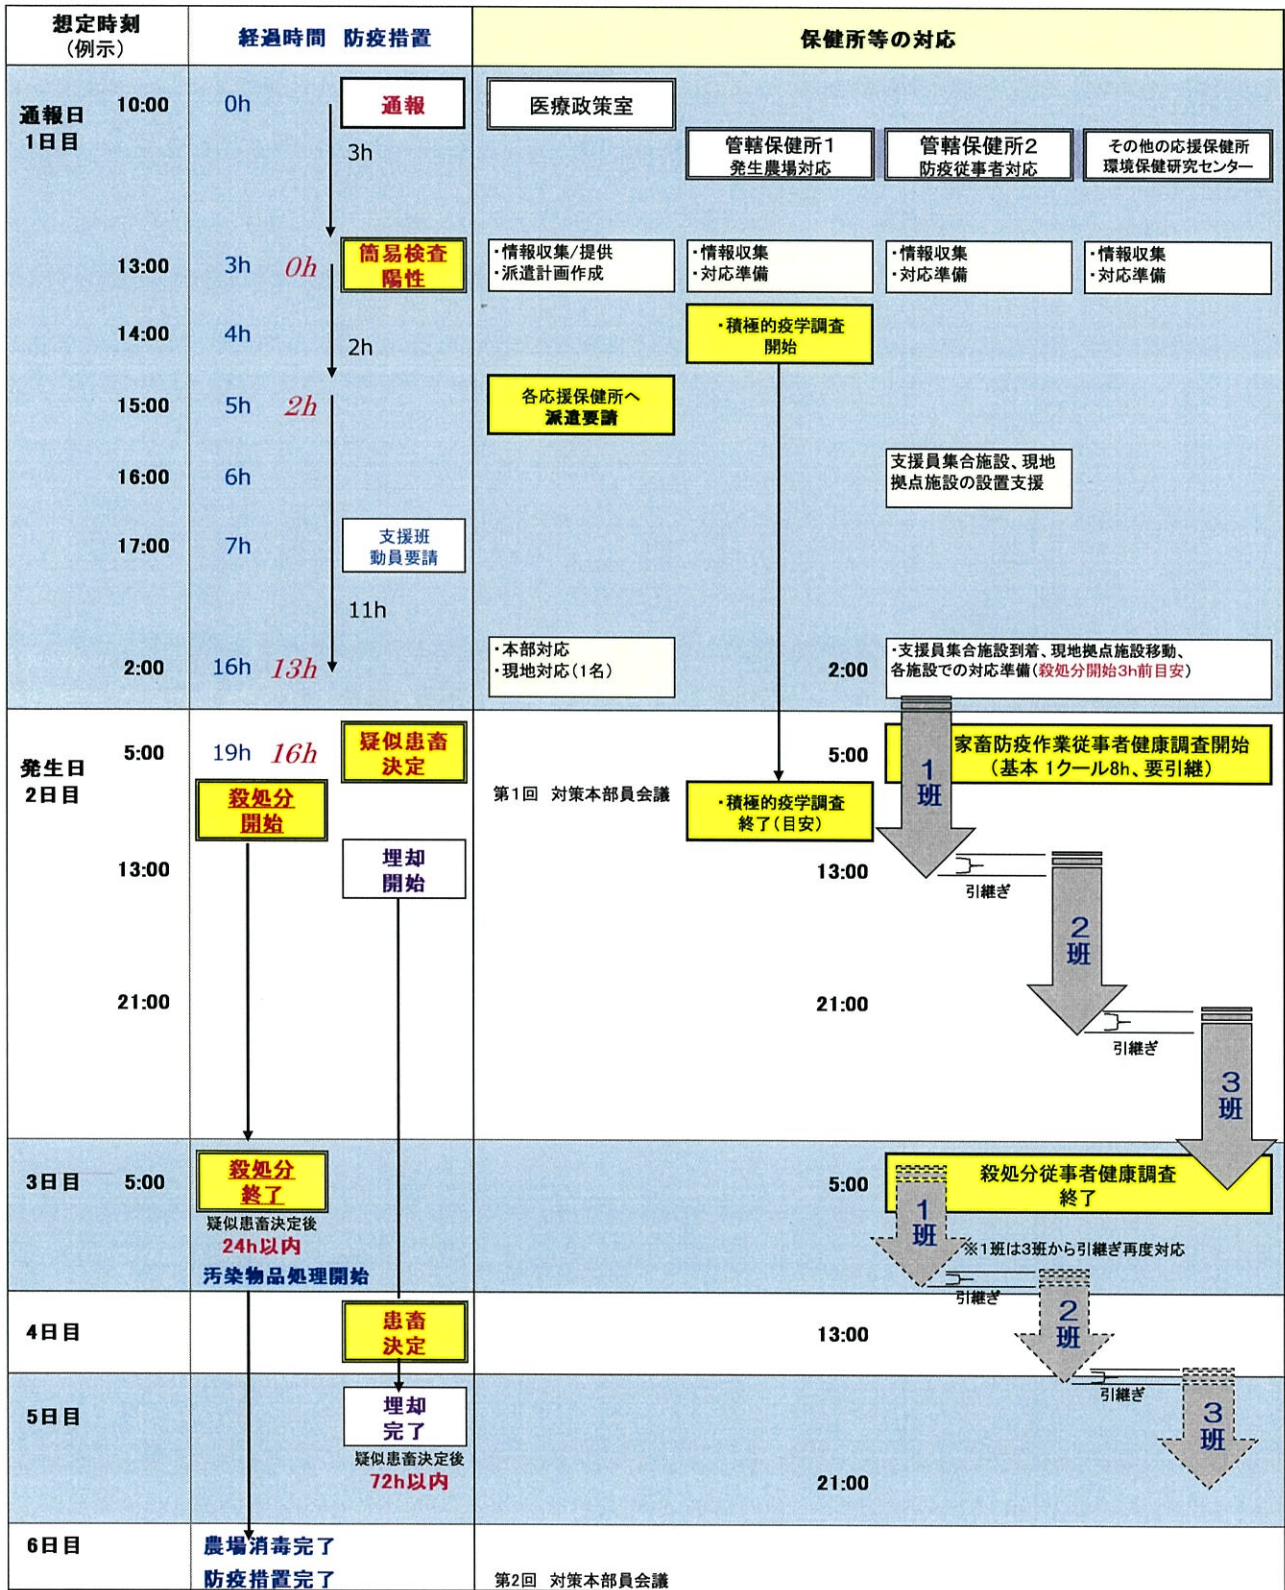 想定時刻
(例示)
経過時間 防疫措置
保健所等の対応
通報日
1日目
10:00
0h
通報
医療政策室
3h
管轄保健所1
発生農場対応
管轄保健所2
防疫従事者対応
その他の応援保健所
環境保健研究センター
13:00
3h
0h
簡易検査
陽性
・情報収集/提供
・派遣計画作成
・情報収集
・対応準備
・情報収集
・対応準備
・情報収集
・対応準備
14:00
4h
2h
・積極的疫学調査
開始
15:00
5h
2h
各応援保健所へ
派遣要請
16:00
6h
支援員集合施設、現地
拠点施設の設置支援
17:00
7h
支援班
動員要請
11h
2:00
16h
13h
・本部対応
・現地対応(1名)
2:00
・支援員集合施設到着、現地拠点施設移動、
各施設での対応準備(殺処分開始3h前目安)
発生日
2日目
5:00
19h
16h
疑似患畜
決定
5:00
家畜防疫作業従事者健康調査開始
(基本 1クール8h、要引継)
1
班
殺処分
開始
第1回 対策本部員会議
・積極的疫学調査
終了(目安)
13:00
埋却
開始
13:00
引継ぎ
2
班
21:00
21:00
引継ぎ
3
班
3日目
5:00
殺処分
終了
疑似患畜決定後
24h以内
汚染物品処理開始
5:00
殺処分従事者健康調査
終了
1
班
※1班は3班から引継ぎ再度対応
引継ぎ
4日目
患畜
決定
13:00
2
班
5日目
埋却
完了
疑似患畜決定後
72h以内
引継ぎ
3
班
21:00
6日目
農場消毒完了
防疫措置完了
第2回 対策本部員会議